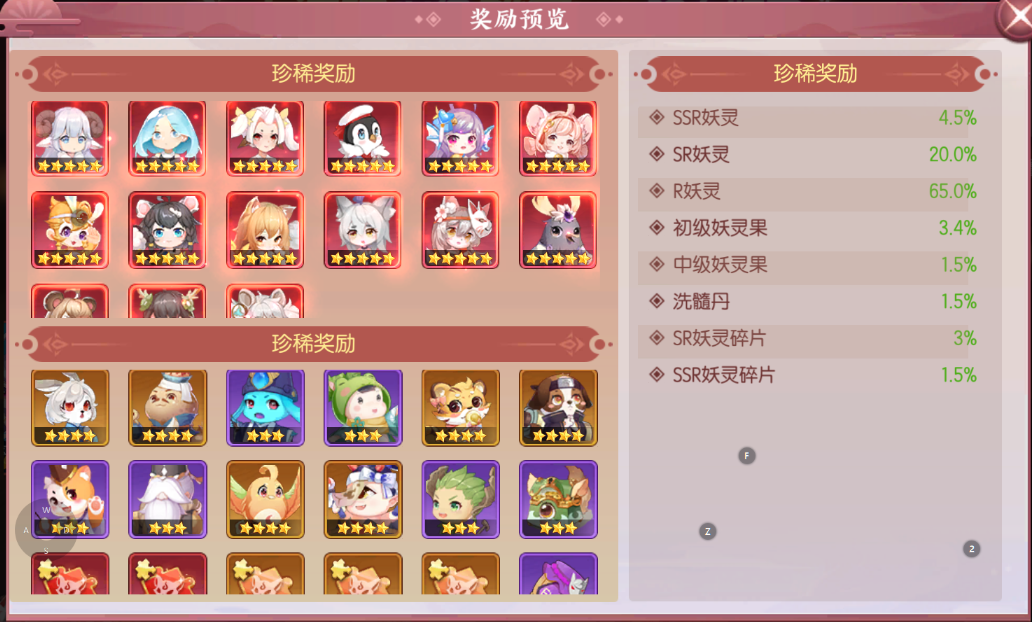 奖励预览
珍稀奖励
珍稀奖励
珍稀奖励
SSR妖灵 4.5%
SR妖灵 20.0%
R妖灵 65.0%
初级妖灵果 3.4%
中级妖灵果 1.5%
洗髓丹 1.5%
SR妖灵碎片 3%
SSR妖灵碎片 1.5%
F
W
A
S
Z
2